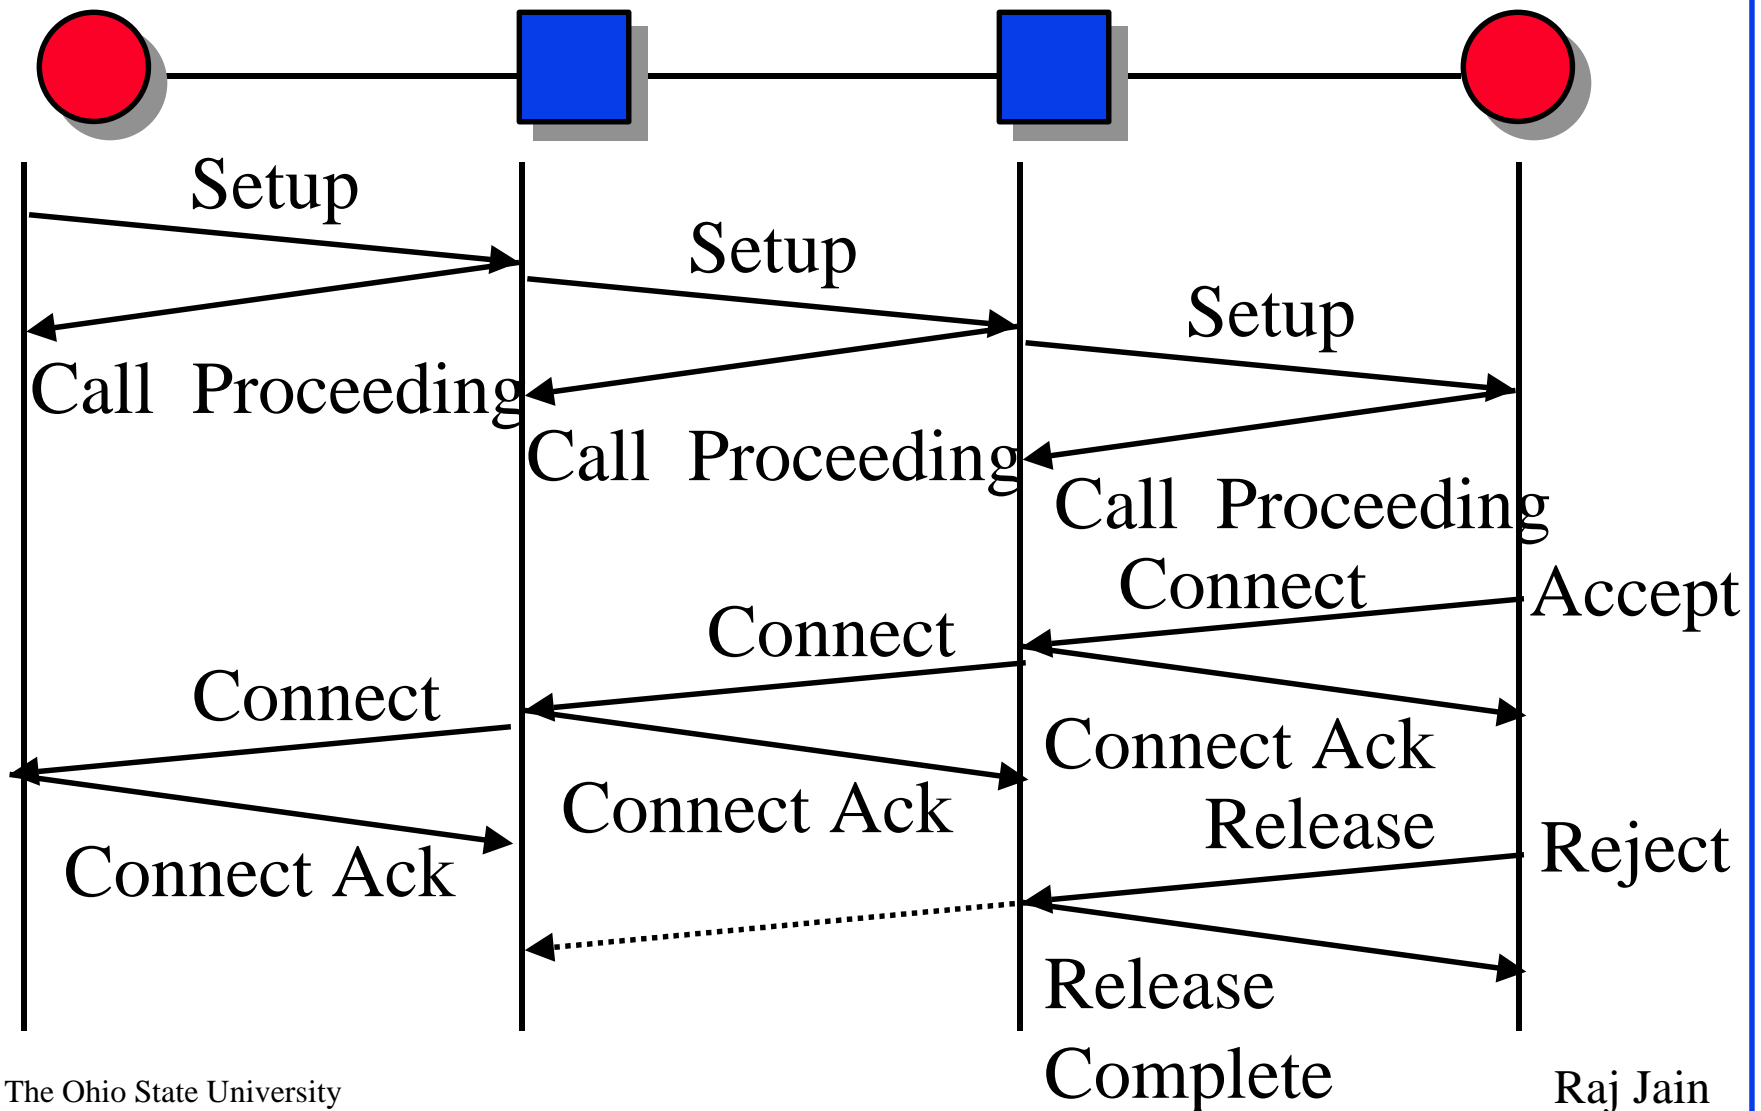 Setup
Setup
Setup
Call Proceeding
Call Proceeding
Call Proceeding
Connect
Accept
Connect
Connect
Connect Ack
Connect Ack
Release
Reject
Connect Ack
Release
Complete
The Ohio State University
Raj Jain